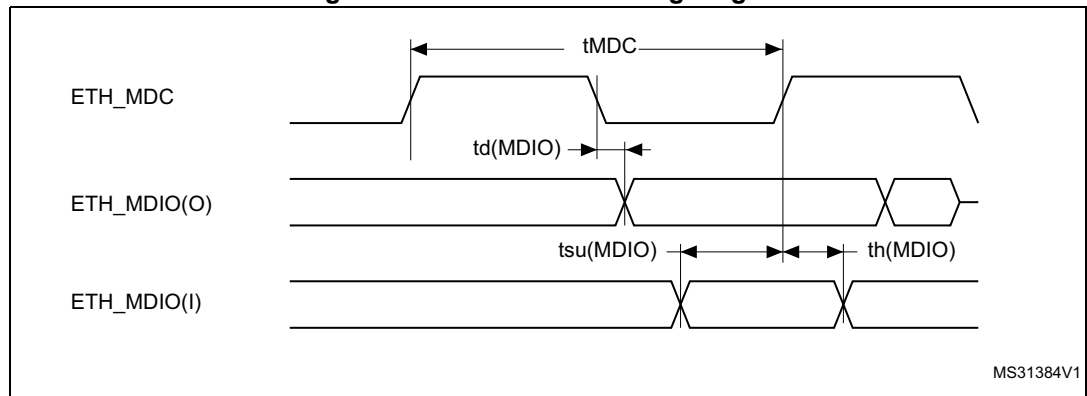 tMDC
ETH_MDC
td(MDIO)
ETH_MDIO(O)
tsu(MDIO)
th(MDIO)
ETH_MDIO(I)
MS31384V1